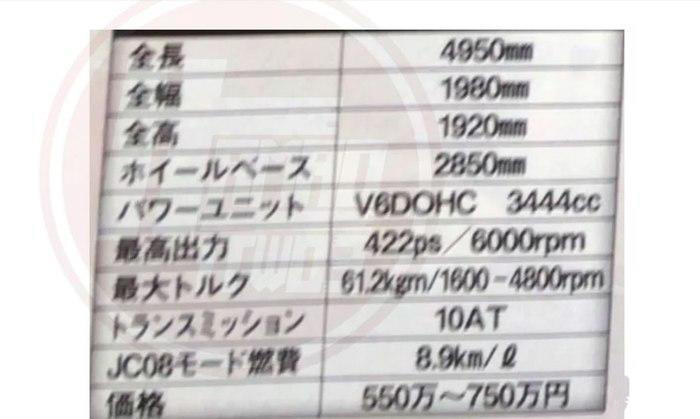 全長 4950mm
全幅 1980mm
全高 1920mm
ホイールベース 2850mm
パワーユニット V6DOHC 3444cc
最高出力 422ps／6000rpm
最大トルク 61.2kgm/1600-4800rpm
トランスミッション 10AT
JC08モード燃費 8.9km/ℓ
価格 550万〜750万円